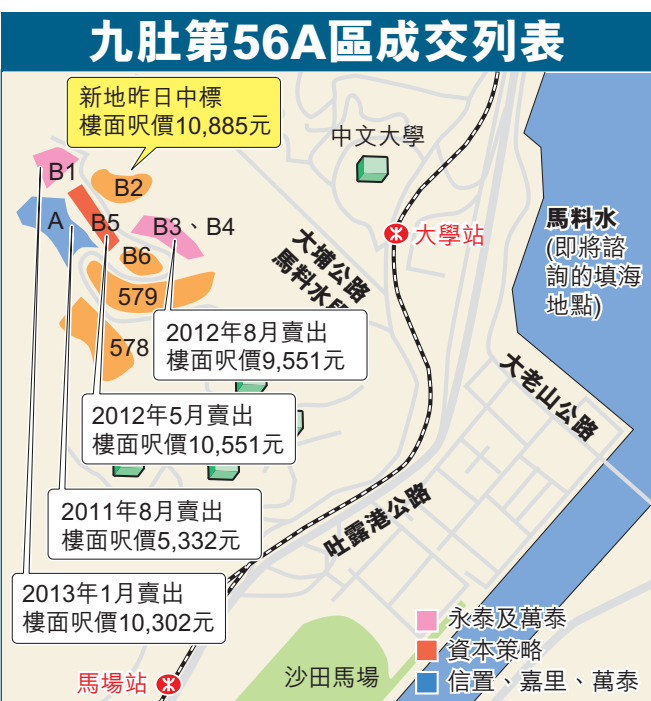 九肚第56A區成交列表
新地昨日中標
樓面呎價10,885元
中文大學
B1
B2
A
B5
B3、B4
B6
大學站
馬料水
(即將諮
詢的填海
地點)
大埔公路
馬料水段
579
578
2012年8月賣出
樓面呎價9,551元
大老山公路
2012年5月賣出
樓面呎價10,551元
2011年8月賣出
樓面呎價5,332元
吐露港公路
2013年1月賣出
樓面呎價10,302元
永泰及萬泰
資本策略
信置、嘉里、萬泰
馬場站
沙田馬場